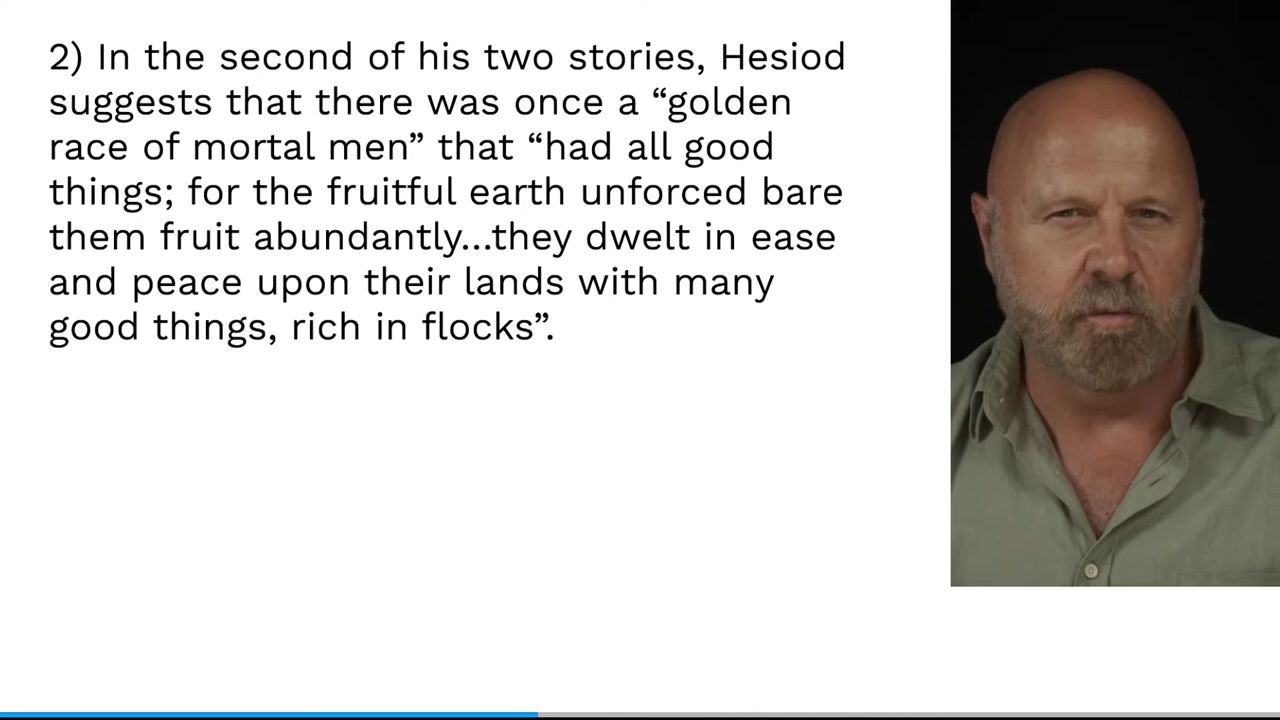 2) In the second of his two stories, Hesiod
suggests that there was once a “golden
race of mortal men” that “had all good
things; for the fruitful earth unforced bare
them fruit abundantly...they dwelt in ease
and peace upon their lands with many
good things, rich in flocks”.